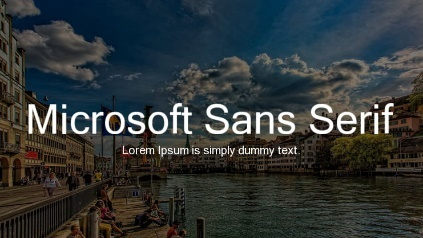 Microsoft Sans Serif
Lorem Ipsum is simply dummy text.